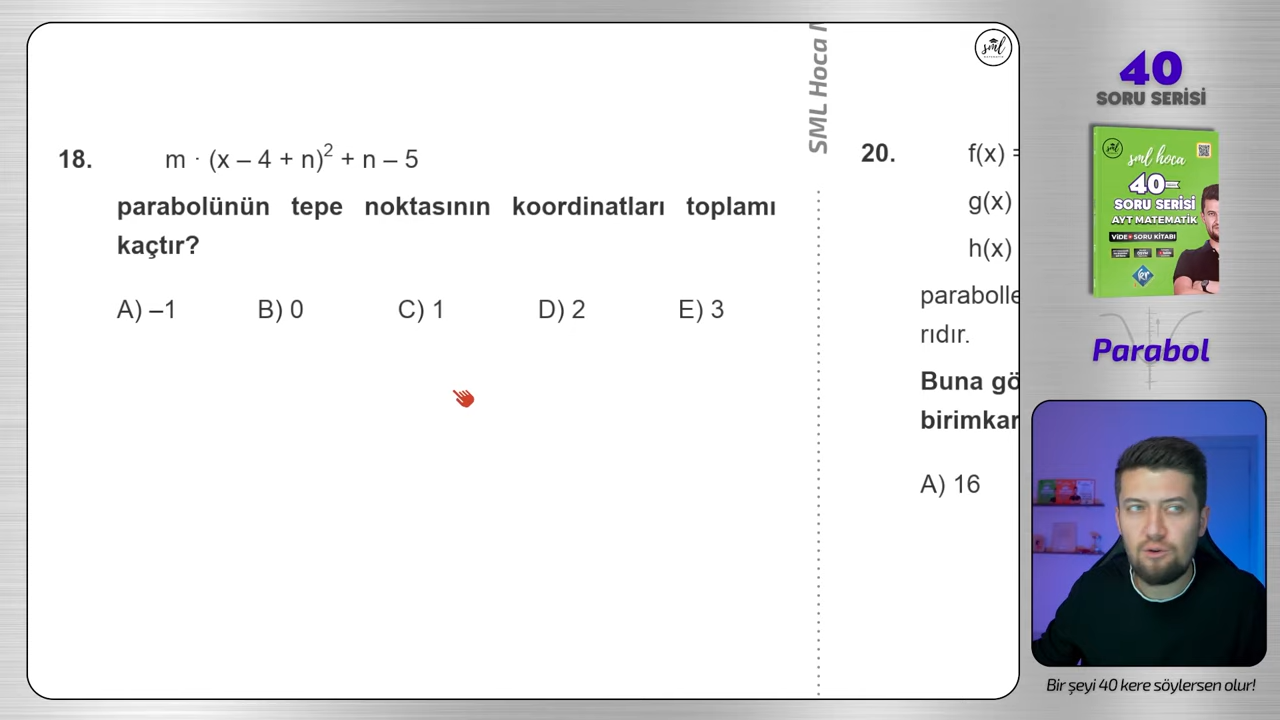 SML Hoca
sml
18. m · (x – 4 + n)² + n – 5
parabolünün tepe noktasının koordinatları toplamı
kaçtır?
A) –1 B) 0 C) 1 D) 2 E) 3
20. f(x) =
g(x)
h(x)
parabolle
rıdır.
Buna gö
birimkar
A) 16
40
SORU SERİSİ
sml hoca
40
SORU SERİSİ
AYT MATEMATİK
VİDEO SORU KİTABI
Parabol
Bir şeyi 40 kere söylersen olur!